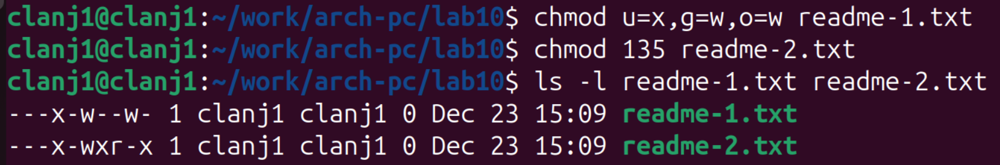 clanj1@clanj1:~/work/arch-pc/lab10$ chmod u=x,g=w,o=w readme-1.txt
clanj1@clanj1:~/work/arch-pc/lab10$ chmod 135 readme-2.txt
clanj1@clanj1:~/work/arch-pc/lab10$ ls -l readme-1.txt readme-2.txt
---x-w--w- 1 clanj1 clanj1 0 Dec 23 15:09 readme-1.txt
---x-wxr-x 1 clanj1 clanj1 0 Dec 23 15:09 readme-2.txt